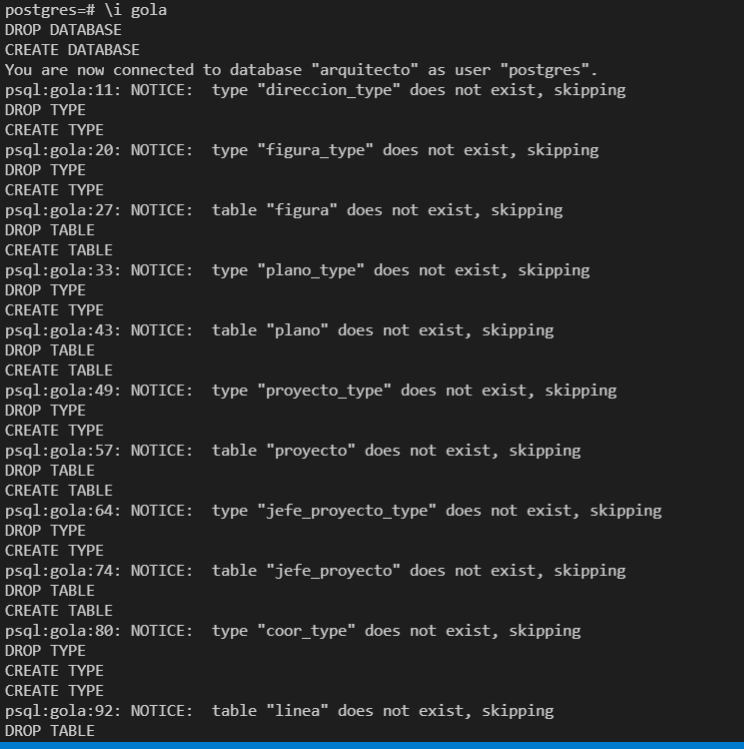 postgres=# \i gola
DROP DATABASE
CREATE DATABASE
You are now connected to database "arquitecto" as user "postgres".
psql:gola:11: NOTICE:  type "direccion_type" does not exist, skipping
DROP TYPE
CREATE TYPE
psql:gola:20: NOTICE:  type "figura_type" does not exist, skipping
DROP TYPE
CREATE TYPE
psql:gola:27: NOTICE:  table "figura" does not exist, skipping
DROP TABLE
CREATE TABLE
psql:gola:33: NOTICE:  type "plano_type" does not exist, skipping
DROP TYPE
CREATE TYPE
psql:gola:43: NOTICE:  table "plano" does not exist, skipping
DROP TABLE
CREATE TABLE
psql:gola:49: NOTICE:  type "proyecto_type" does not exist, skipping
DROP TYPE
CREATE TYPE
psql:gola:57: NOTICE:  table "proyecto" does not exist, skipping
DROP TABLE
CREATE TABLE
psql:gola:64: NOTICE:  type "jefe_proyecto_type" does not exist, skipping
DROP TYPE
CREATE TYPE
psql:gola:74: NOTICE:  table "jefe_proyecto" does not exist, skipping
DROP TABLE
CREATE TABLE
psql:gola:80: NOTICE:  type "coor_type" does not exist, skipping
DROP TYPE
CREATE TYPE
CREATE TYPE
psql:gola:92: NOTICE:  table "linea" does not exist, skipping
DROP TABLE